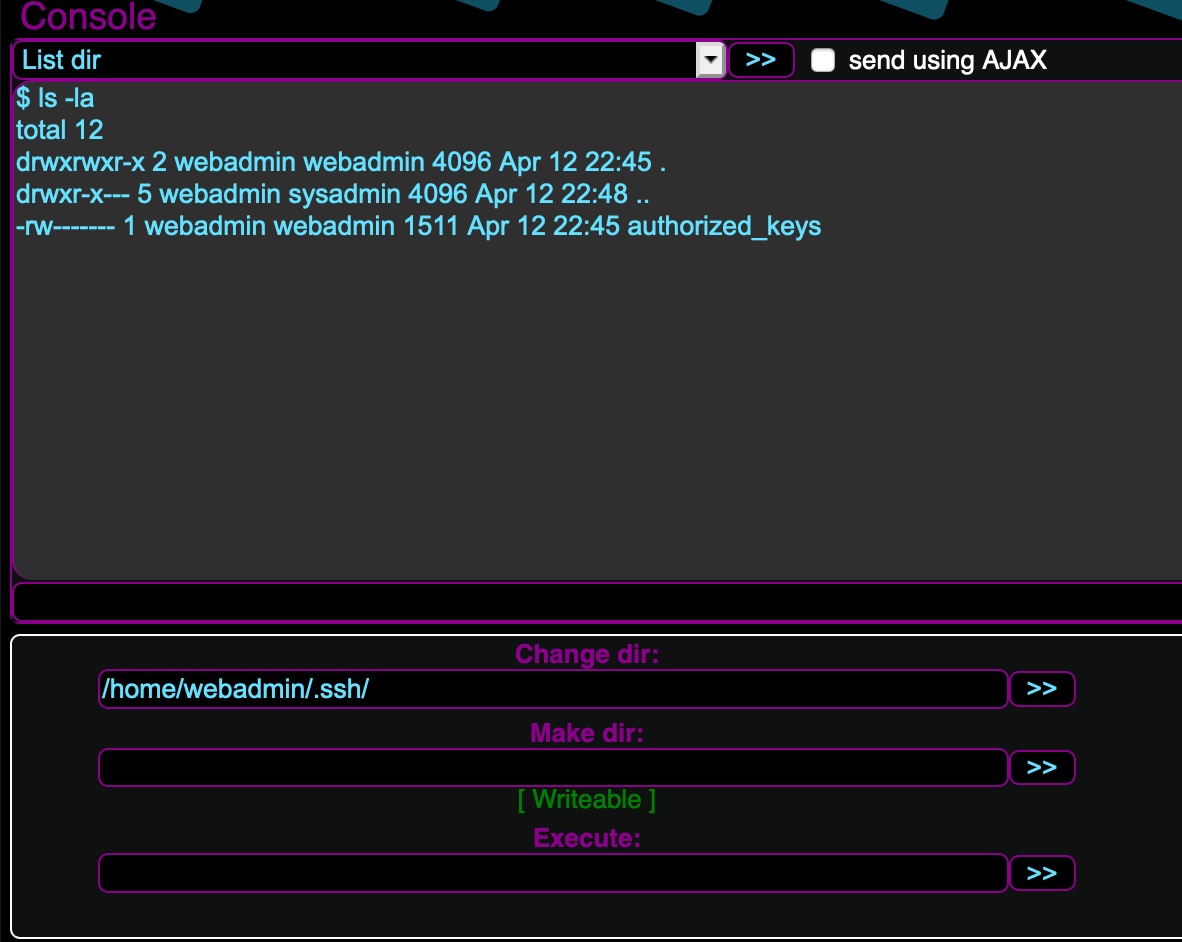 Console
List dir >> send using AJAX
$ ls -la
total 12
drwxrwxr-x 2 webadmin webadmin 4096 Apr 12 22:45 .
drwxr-x--- 5 webadmin sysadmin 4096 Apr 12 22:48 ..
-rw------- 1 webadmin webadmin 1511 Apr 12 22:45 authorized_keys
Change dir:
/home/webadmin/.ssh/ >>
Make dir:
>>
[ Writeable ]
Execute:
>>